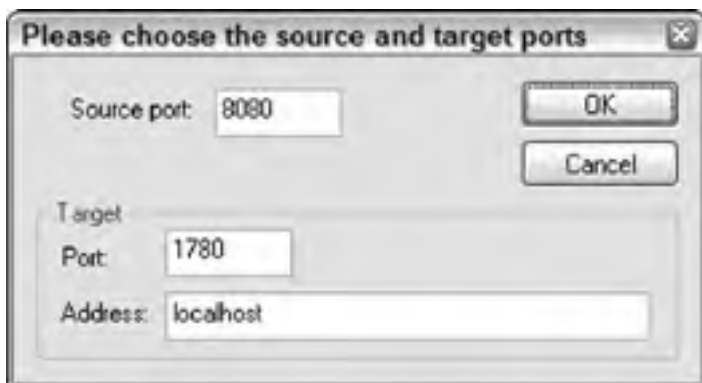 Please choose the source and target ports
Source port: 8080
OK
Cancel
Target
Port: 1780
Address: localhost